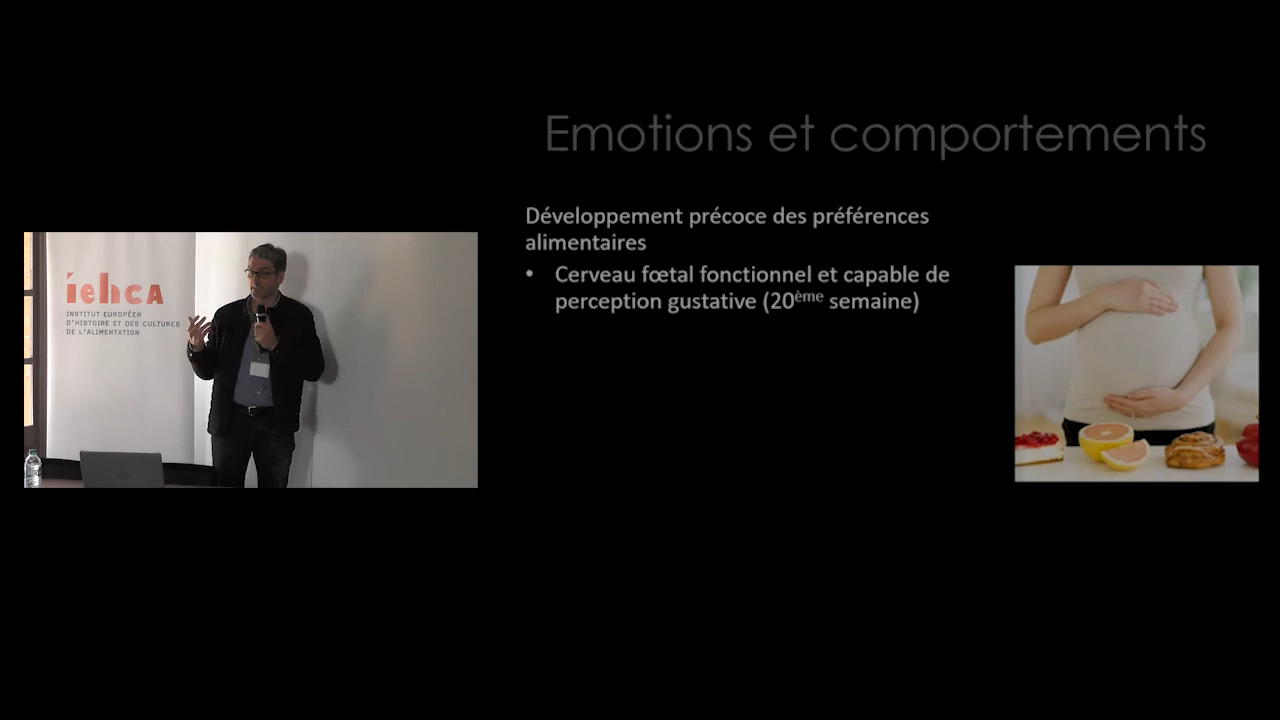 Emotions et comportements
Développement précoce des préférences
alimentaires
• Cerveau fœtal fonctionnel et capable de
perception gustative (20ème semaine)
iehca
INSTITUT EUROPÉEN
D'HISTOIRE ET DES CULTURES
DE L'ALIMENTATION